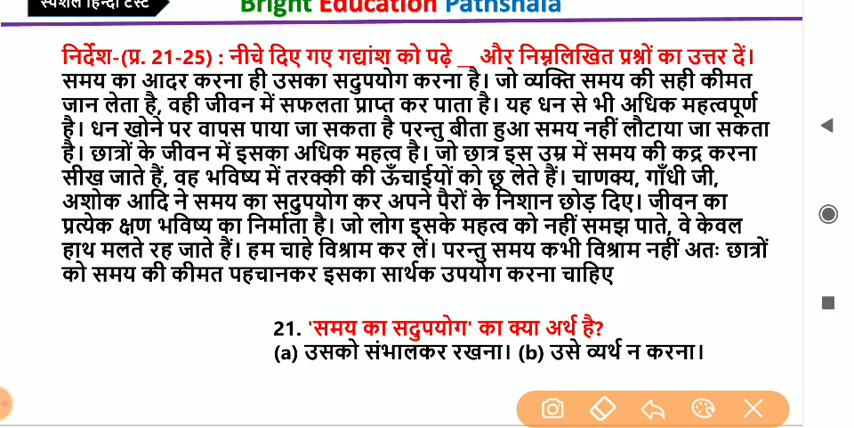 स्पेशल हिन्दी टेस्ट
Bright Education Pathshala
निर्देश-(प्र. 21-25) : नीचे दिए गए गद्यांश को पढ़े __ और निम्नलिखित प्रश्नों का उत्तर दें।
समय का आदर करना ही उसका सदुपयोग करना है। जो व्यक्ति समय की सही कीमत
जान लेता है, वही जीवन में सफलता प्राप्त कर पाता है। यह धन से भी अधिक महत्वपूर्ण
है। धन खोने पर वापस पाया जा सकता है परन्तु बीता हुआ समय नहीं लौटाया जा सकता
है। छात्रों के जीवन में इसका अधिक महत्व है। जो छात्र इस उम्र में समय की कद्र करना
सीख जाते हैं, वह भविष्य में तरक्की की ऊँचाईयों को छू लेते हैं। चाणक्य, गाँधी जी,
अशोक आदि ने समय का सदुपयोग कर अपने पैरों के निशान छोड़ दिए। जीवन का
प्रत्येक क्षण भविष्य का निर्माता है। जो लोग इसके महत्व को नहीं समझ पाते, वे केवल
हाथ मलते रह जाते हैं। हम चाहे विश्राम कर लें। परन्तु समय कभी विश्राम नहीं अतः छात्रों
को समय की कीमत पहचानकर इसका सार्थक उपयोग करना चाहिए
21. 'समय का सदुपयोग' का क्या अर्थ है?
(a) उसको संभालकर रखना। (b) उसे व्यर्थ न करना।